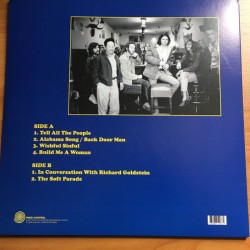 SIDE A
1. Tell All The People
2. Alabama Song / Back Door Man
3. Wishful Sinful
4. Build Me A Woman
SIDE B
1. In Conversation With Richard Goldstein
2. The Soft Parade